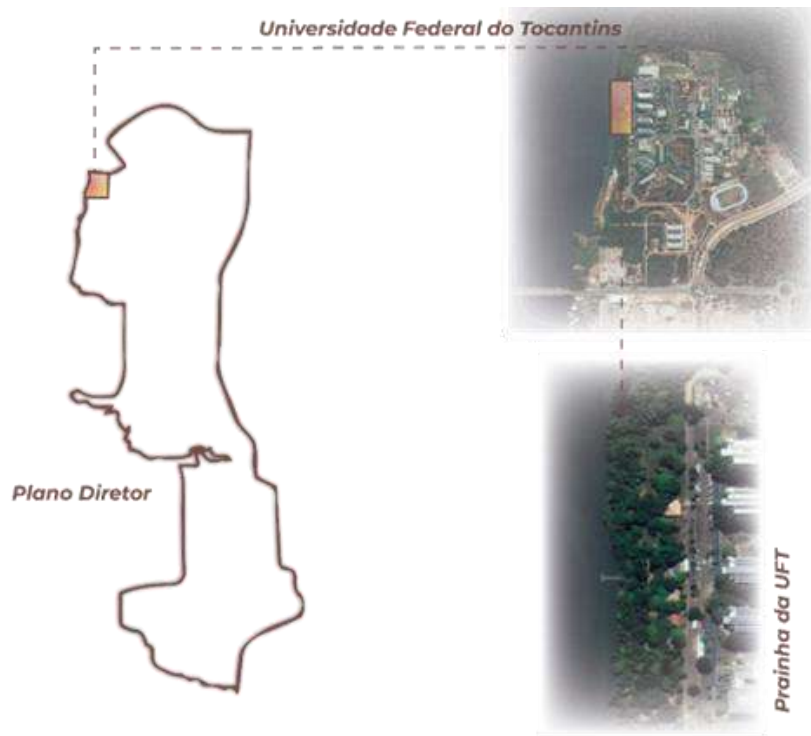 Universidade Federal do Tocantins
Plano Diretor
Prainha da UFT